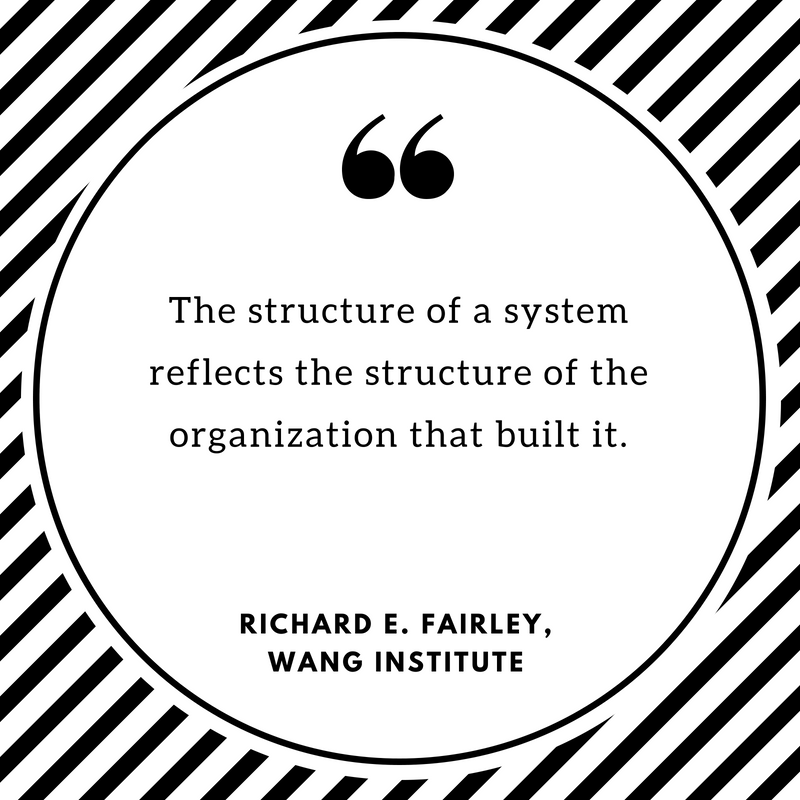 “
The structure of a system
reflects the structure of the
organization that built it.
RICHARD E. FAIRLEY,
WANG INSTITUTE